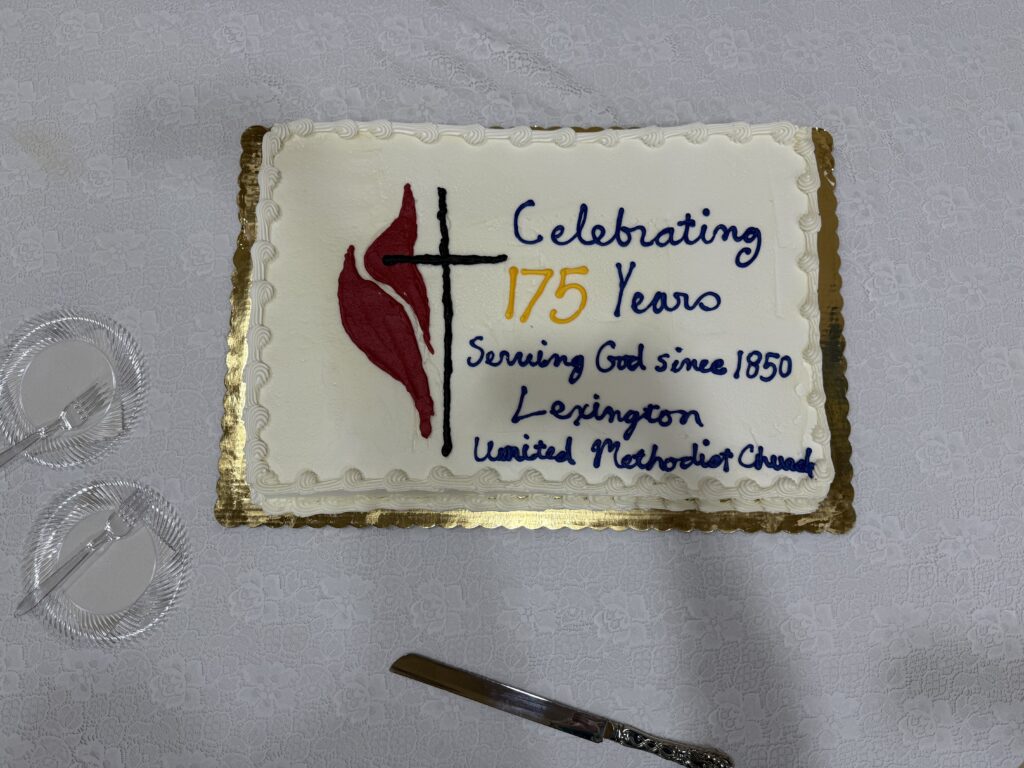 Celebrating
175 Years
Serving God since 1850
Lexington
United Methodist Church